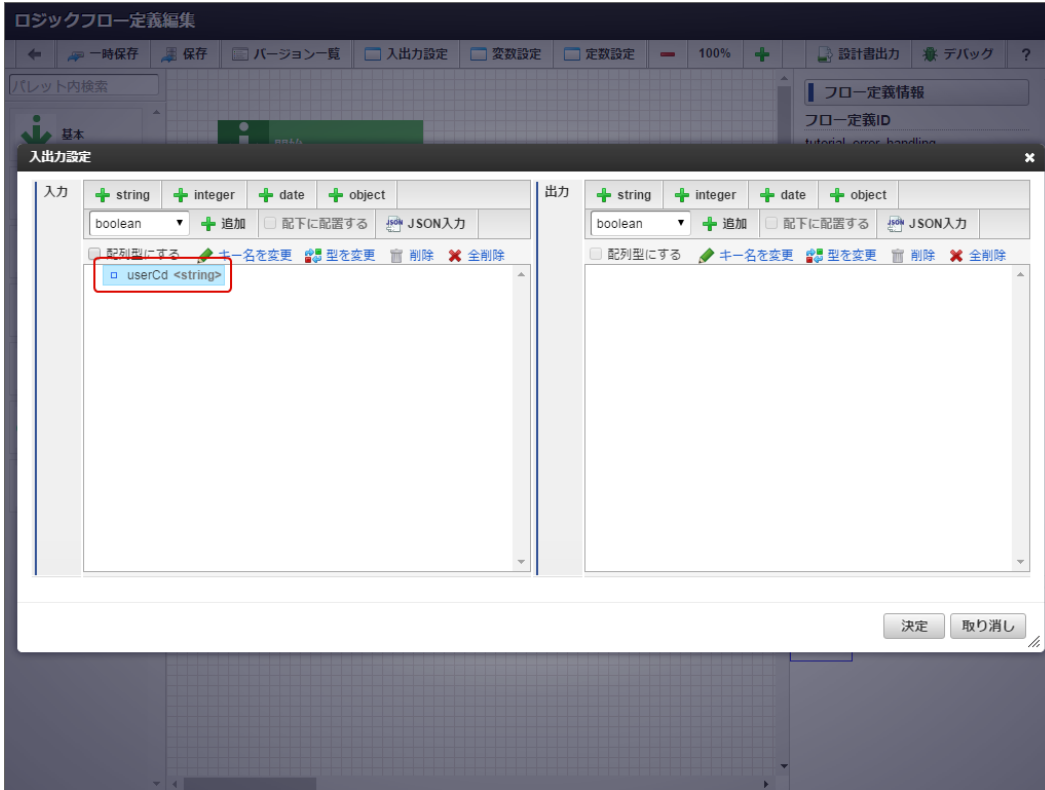 ロジックフロー定義編集
一時保存 保存 バージョン一覧 入出力設定 変数設定 定数設定 100% 設計書出力 デバッグ ?
パレット内検索
フロー定義情報
基本
フロー定義ID
開始
tutorial_error_handling
入出力設定
入力
string integer date object
boolean 追加 配下に配置する JSON入力
配列型にする キー名を変更 型を変更 削除 全削除
userCd <string>
出力
string integer date object
boolean 追加 配下に配置する JSON入力
配列型にする キー名を変更 型を変更 削除 全削除
決定 取り消し